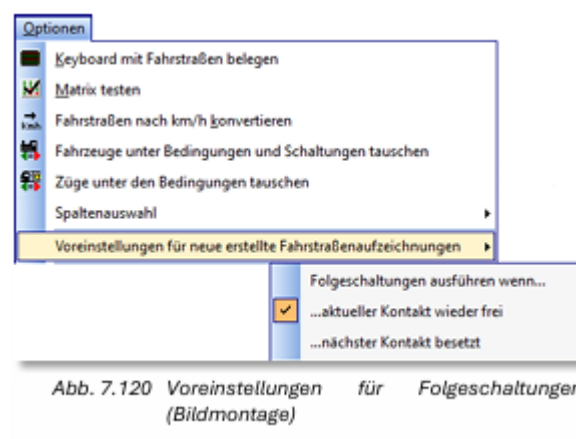 Optionen
Keyboard mit Fahrstraßen belegen
Matrix testen
Fahrstraßen nach km/h konvertieren
Fahrzeuge unter Bedingungen und Schaltungen tauschen
Züge unter den Bedingungen tauschen
Spaltenauswahl
Voreinstellungen für neue erstellte Fahrstraßenaufzeichnungen
Folgeschaltungen ausführen wenn...
...aktueller Kontakt wieder frei
...nächster Kontakt besetzt
Abb. 7.120 Voreinstellungen für Folgeschaltungen
(Bildmontage)